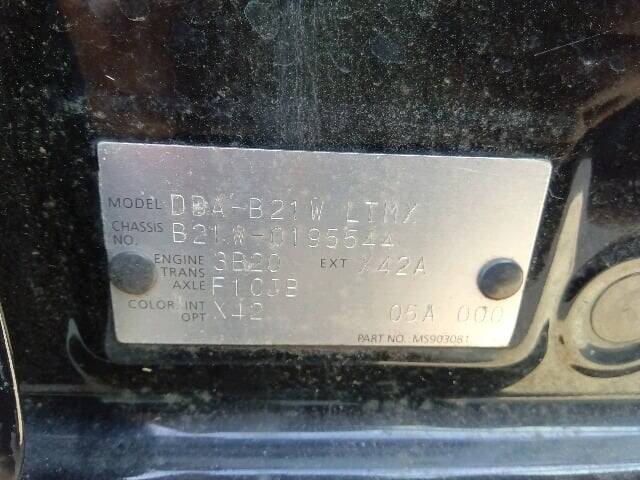 MODEL DBA-B21W LTMX
CHASSIS NO. B21W-0195544
ENGINE 3B20 EXT X42A
TRANS AXLE F1CJB
COLOR: INT X42
OPT 05A 000
PART NO.: MS903081